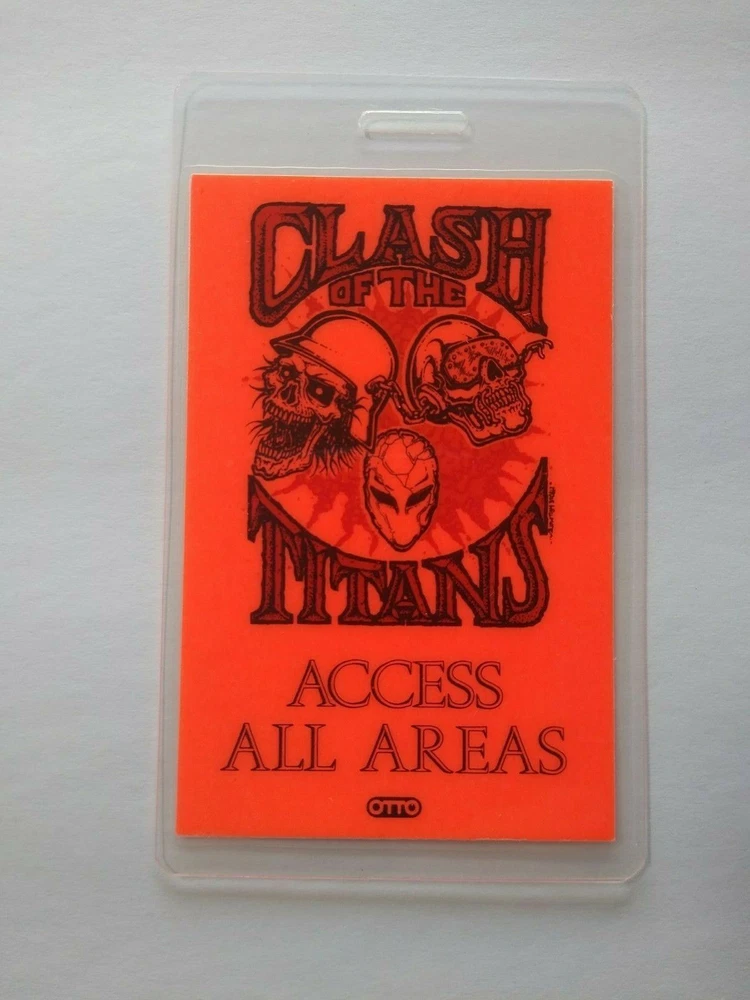 CLASH
OF THE
TITANS
ACCESS
ALL AREAS
OTTO